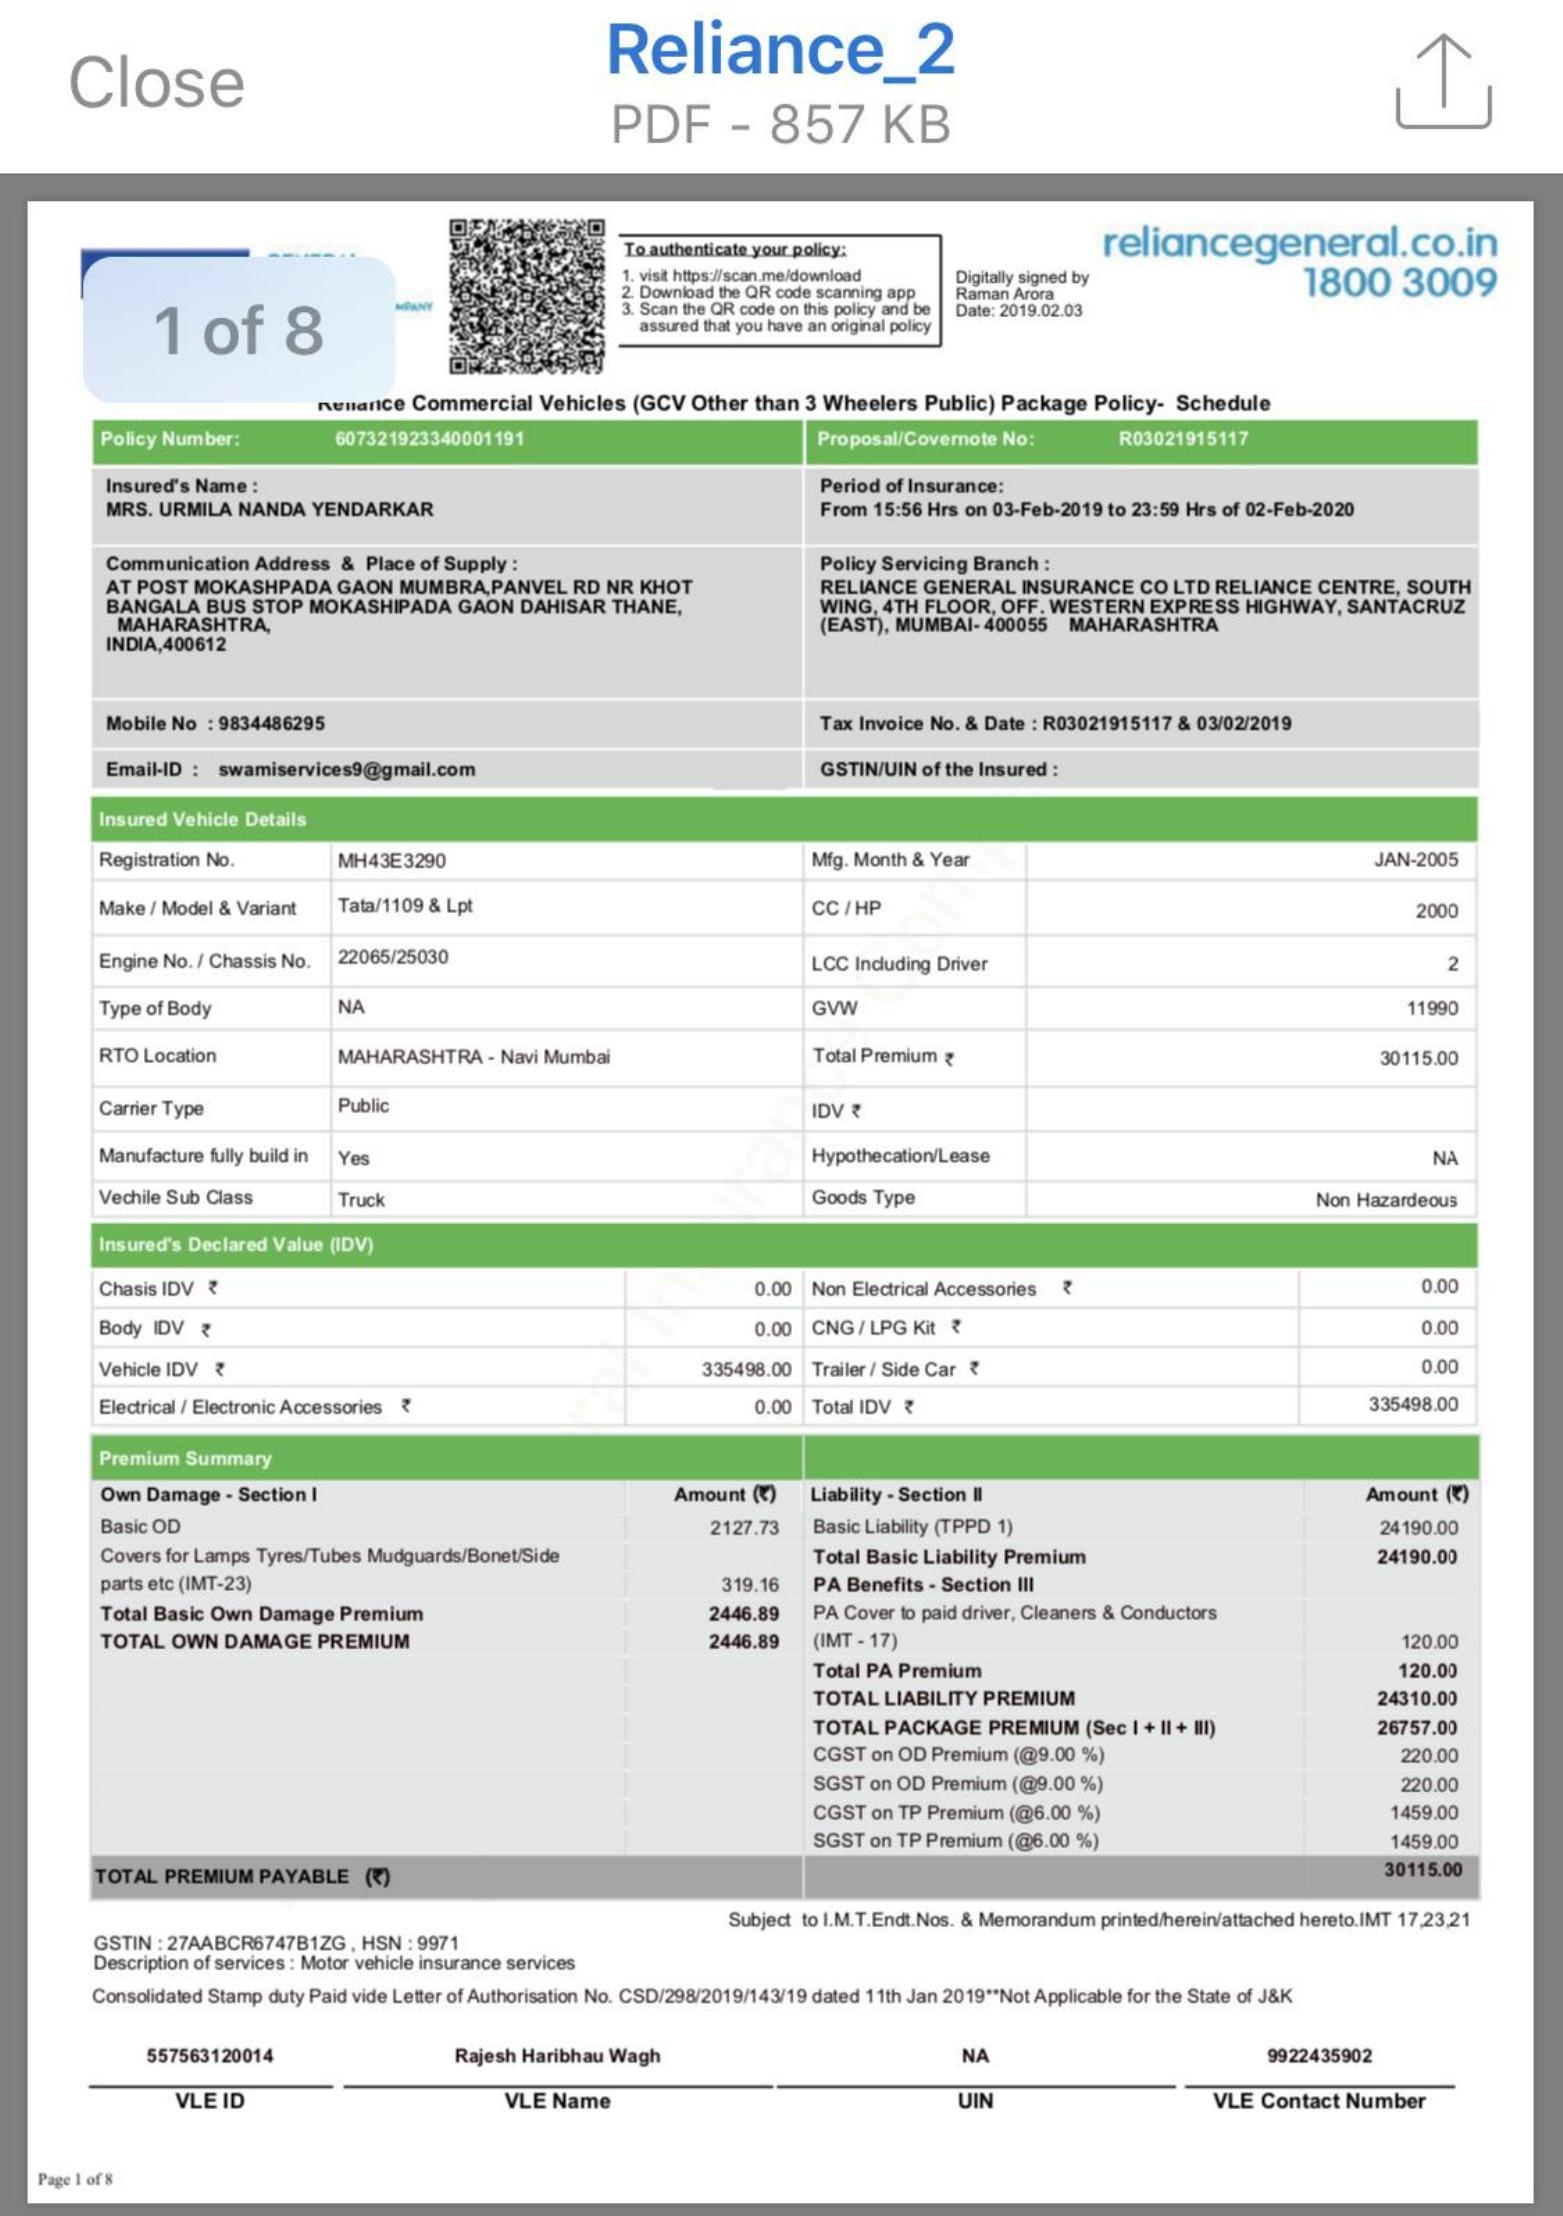 Close
Reliance_2
PDF - 857 KB
1 of 8
To authenticate your policy:
1. visit https://scan.me/download
2. Download the QR code scanning app
3. Scan the QR code on this policy and be
assured that you have an original policy
Digitally signed by
Raman Arora
Date: 2019.02.03
reliancegeneral.co.in
1800 3009
Reliance Commercial Vehicles (GCV Other than 3 Wheelers Public) Package Policy- Schedule
Policy Number: 607321923340001191 Proposal/Covernote No: R03021915117
Insured's Name :
MRS. URMILA NANDA YENDARKAR
Period of Insurance:
From 15:56 Hrs on 03-Feb-2019 to 23:59 Hrs of 02-Feb-2020
Communication Address & Place of Supply :
AT POST MOKASHPADA GAON MUMBRA,PANVEL RD NR KHOT
BANGALA BUS STOP MOKASHIPADA GAON DAHISAR THANE,
MAHARASHTRA,
INDIA,400612
Policy Servicing Branch :
RELIANCE GENERAL INSURANCE CO LTD RELIANCE CENTRE, SOUTH
WING, 4TH FLOOR, OFF. WESTERN EXPRESS HIGHWAY, SANTACRUZ
(EAST), MUMBAI- 400055 MAHARASHTRA
Mobile No : 9834486295 Tax Invoice No. & Date : R03021915117 & 03/02/2019
Email-ID : swamiservices9@gmail.com GSTIN/UIN of the Insured :
Insured Vehicle Details
Registration No. MH43E3290 Mfg. Month & Year JAN-2005
Make / Model & Variant Tata/1109 & Lpt CC / HP 2000
Engine No. / Chassis No. 22065/25030 LCC Including Driver 2
Type of Body NA GVW 11990
RTO Location MAHARASHTRA - Navi Mumbai Total Premium ₹ 30115.00
Carrier Type Public IDV ₹
Manufacture fully build in Yes Hypothecation/Lease NA
Vechile Sub Class Truck Goods Type Non Hazardeous
Insured's Declared Value (IDV)
Chasis IDV ₹ 0.00 Non Electrical Accessories ₹ 0.00
Body IDV ₹ 0.00 CNG / LPG Kit ₹ 0.00
Vehicle IDV ₹ 335498.00 Trailer / Side Car ₹ 0.00
Electrical / Electronic Accessories ₹ 0.00 Total IDV ₹ 335498.00
Premium Summary
Own Damage - Section I Amount (₹) Liability - Section II Amount (₹)
Basic OD 2127.73 Basic Liability (TPPD 1) 24190.00
Covers for Lamps Tyres/Tubes Mudguards/Bonet/Side Total Basic Liability Premium 24190.00
parts etc (IMT-23) 319.16 PA Benefits - Section III
Total Basic Own Damage Premium 2446.89 PA Cover to paid driver, Cleaners & Conductors
TOTAL OWN DAMAGE PREMIUM 2446.89 (IMT - 17) 120.00
Total PA Premium 120.00
TOTAL LIABILITY PREMIUM 24310.00
TOTAL PACKAGE PREMIUM (Sec I + II + III) 26757.00
CGST on OD Premium (@9.00 %) 220.00
SGST on OD Premium (@9.00 %) 220.00
CGST on TP Premium (@6.00 %) 1459.00
SGST on TP Premium (@6.00 %) 1459.00
TOTAL PREMIUM PAYABLE (₹) 30115.00
Subject to I.M.T.Endt.Nos. & Memorandum printed/herein/attached hereto.IMT 17,23,21
GSTIN : 27AABCR6747B1ZG , HSN : 9971
Description of services : Motor vehicle insurance services
Consolidated Stamp duty Paid vide Letter of Authorisation No. CSD/298/2019/143/19 dated 11th Jan 2019**Not Applicable for the State of J&K
557563120014 Rajesh Haribhau Wagh NA 9922435902
VLE ID VLE Name UIN VLE Contact Number
Page 1 of 8